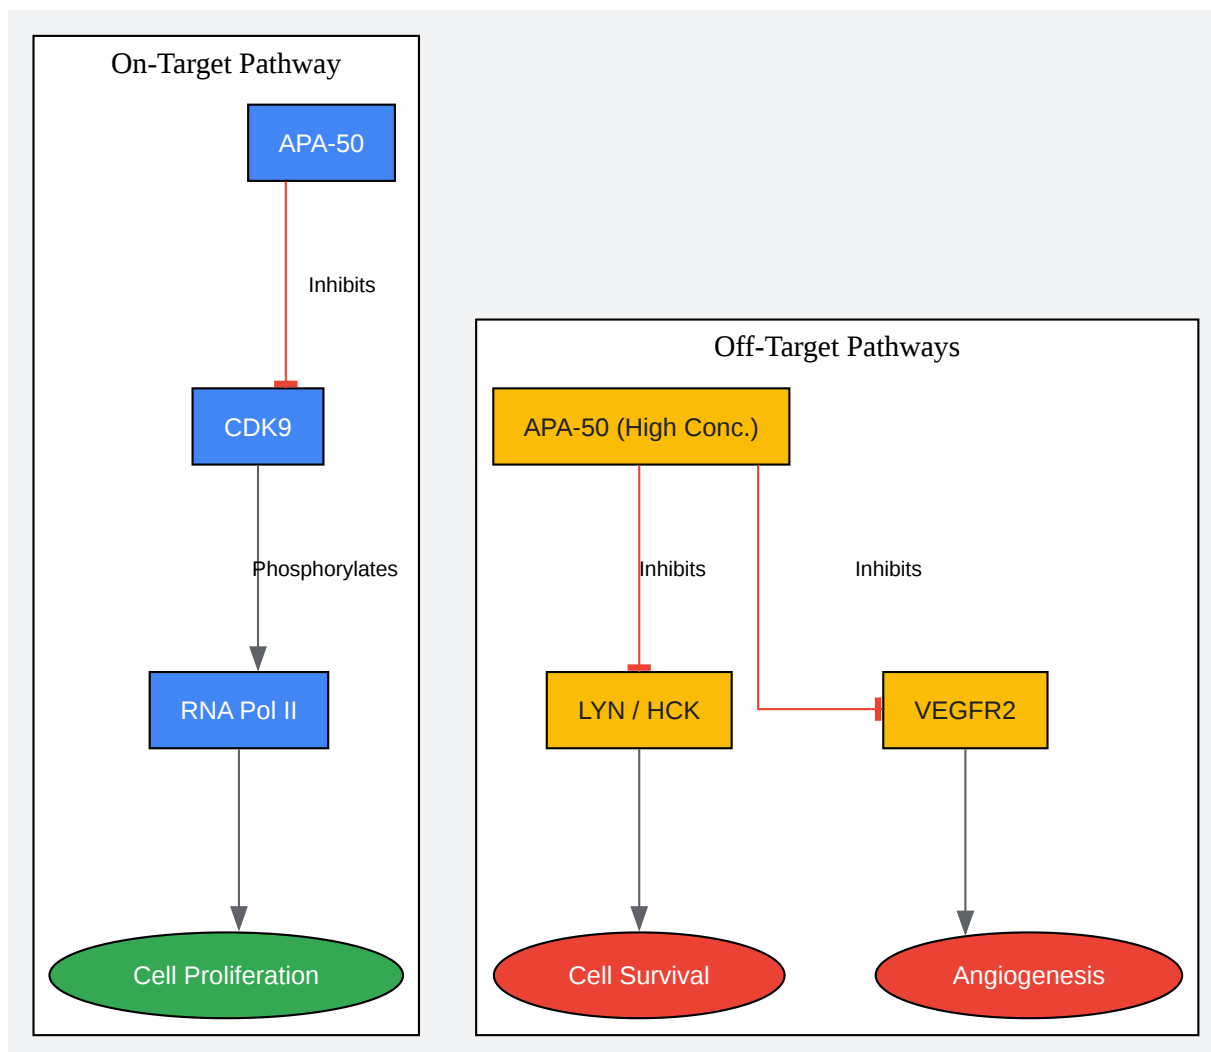 On-Target Pathway
APA-50
Inhibits
CDK9
Phosphorylates
RNA Pol II
Cell Proliferation
Off-Target Pathways
APA-50 (High Conc.)
Inhibits
Inhibits
LYN / HCK
VEGFR2
Cell Survival
Angiogenesis